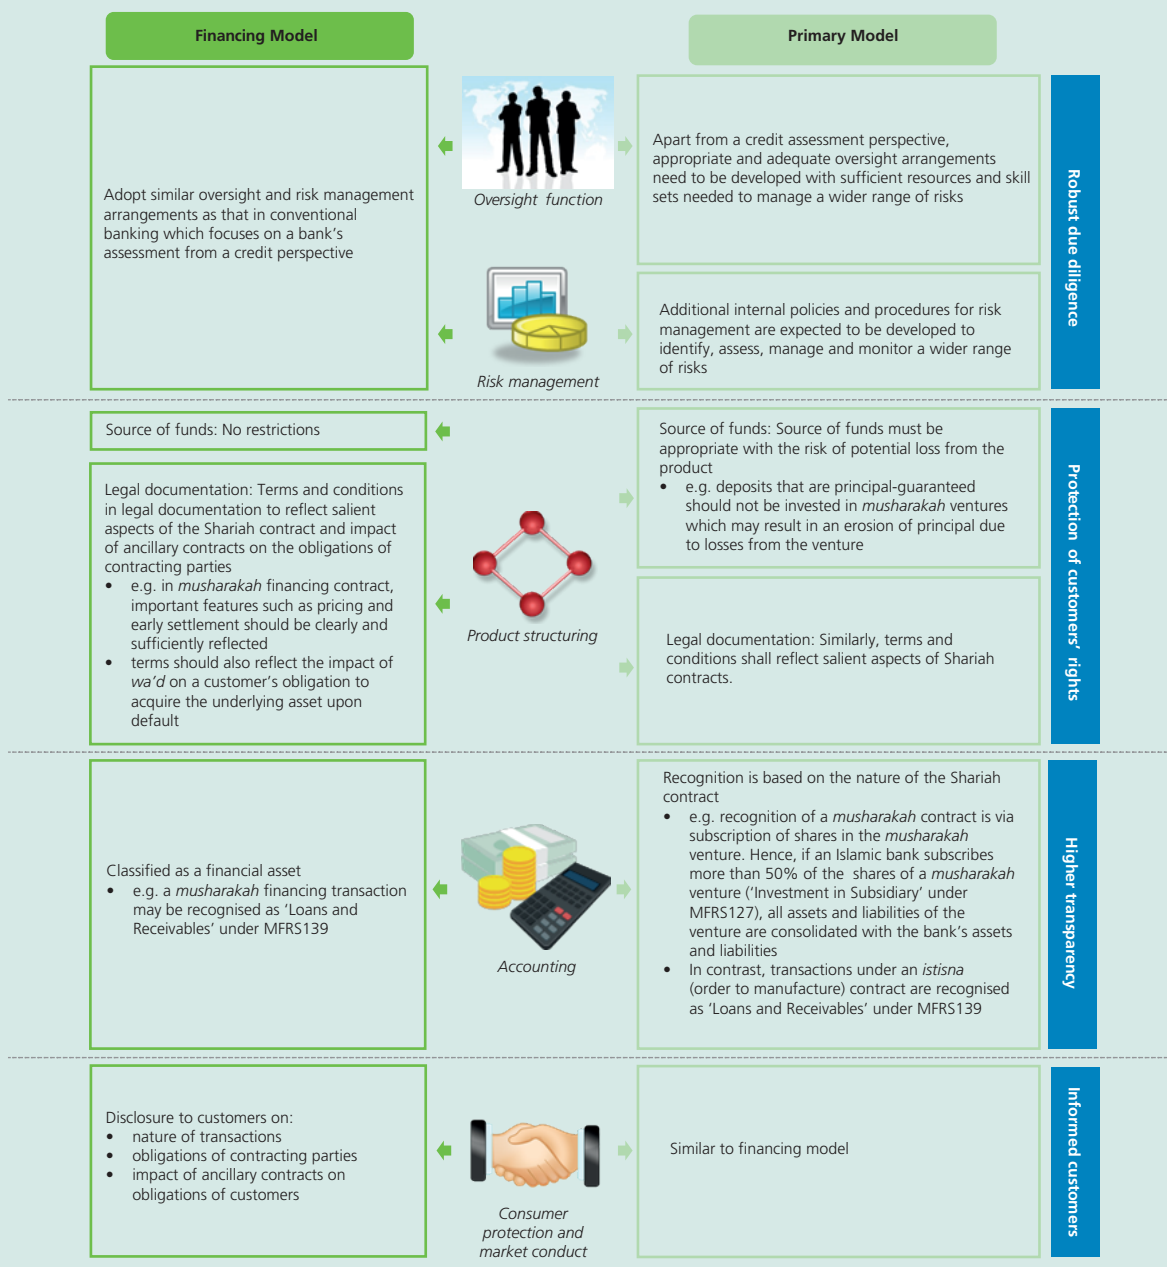 Financing Model
Primary Model
Adopt similar oversight and risk management
arrangements as that in conventional
banking which focuses on a bank's
assessment from a credit perspective
Oversight function
Apart from a credit assessment perspective,
appropriate and adequate oversight arrangements
need to be developed with sufficient resources and skill
sets needed to manage a wider range of risks
Risk management
Additional internal policies and procedures for risk
management are expected to be developed to
identify, assess, manage and monitor a wider range
of risks
Robust due diligence
Source of funds: No restrictions
Legal documentation: Terms and conditions
in legal documentation to reflect salient
aspects of the Shariah contract and impact
of ancillary contracts on the obligations of
contracting parties
• e.g. in musharakah financing contract,
important features such as pricing and
early settlement should be clearly and
sufficiently reflected
• terms should also reflect the impact of
wa'd on a customer's obligation to
acquire the underlying asset upon
default
Product structuring
Source of funds: Source of funds must be
appropriate with the risk of potential loss from the
product
• e.g. deposits that are principal-guaranteed
should not be invested in musharakah ventures
which may result in an erosion of principal due
to losses from the venture
Legal documentation: Similarly, terms and
conditions shall reflect salient aspects of Shariah
contracts.
Protection of customers' rights
Classified as a financial asset
• e.g. a musharakah financing transaction
may be recognised as 'Loans and
Receivables' under MFRS139
Accounting
Recognition is based on the nature of the Shariah
contract
• e.g. recognition of a musharakah contract is via
subscription of shares in the musharakah
venture. Hence, if an Islamic bank subscribes
more than 50% of the shares of a musharakah
venture ('Investment in Subsidiary' under
MFRS127), all assets and liabilities of the
venture are consolidated with the bank's assets
and liabilities
• In contrast, transactions under an istisna
(order to manufacture) contract are recognised
as 'Loans and Receivables' under MFRS139
Higher transparency
Disclosure to customers on:
• nature of transactions
• obligations of contracting parties
• impact of ancillary contracts on
obligations of customers
Consumer
protection and
market conduct
Similar to financing model
Informed customers